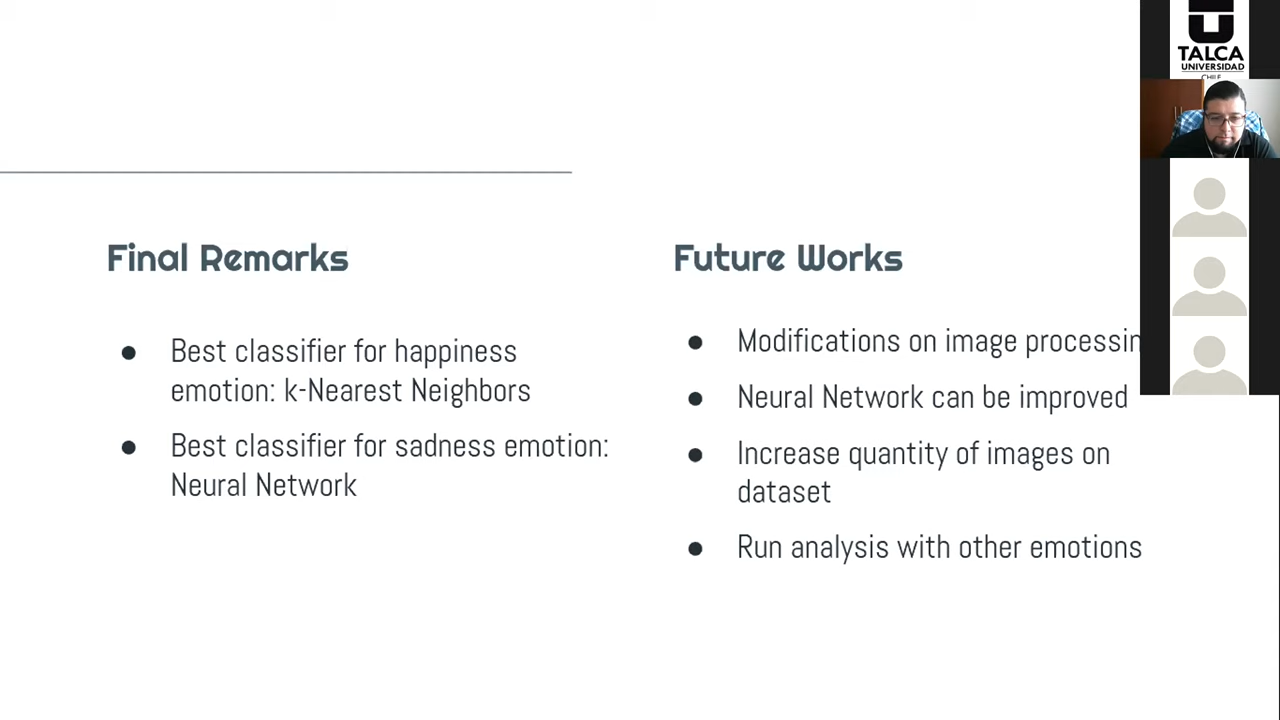 TALCA
UNIVERSIDAD
Final Remarks
Best classifier for happiness
emotion: k-Nearest Neighbors
Best classifier for sadness emotion:
Neural Network
Future Works
Modifications on image processin
Neural Network can be improved
Increase quantity of images on
dataset
Run analysis with other emotions